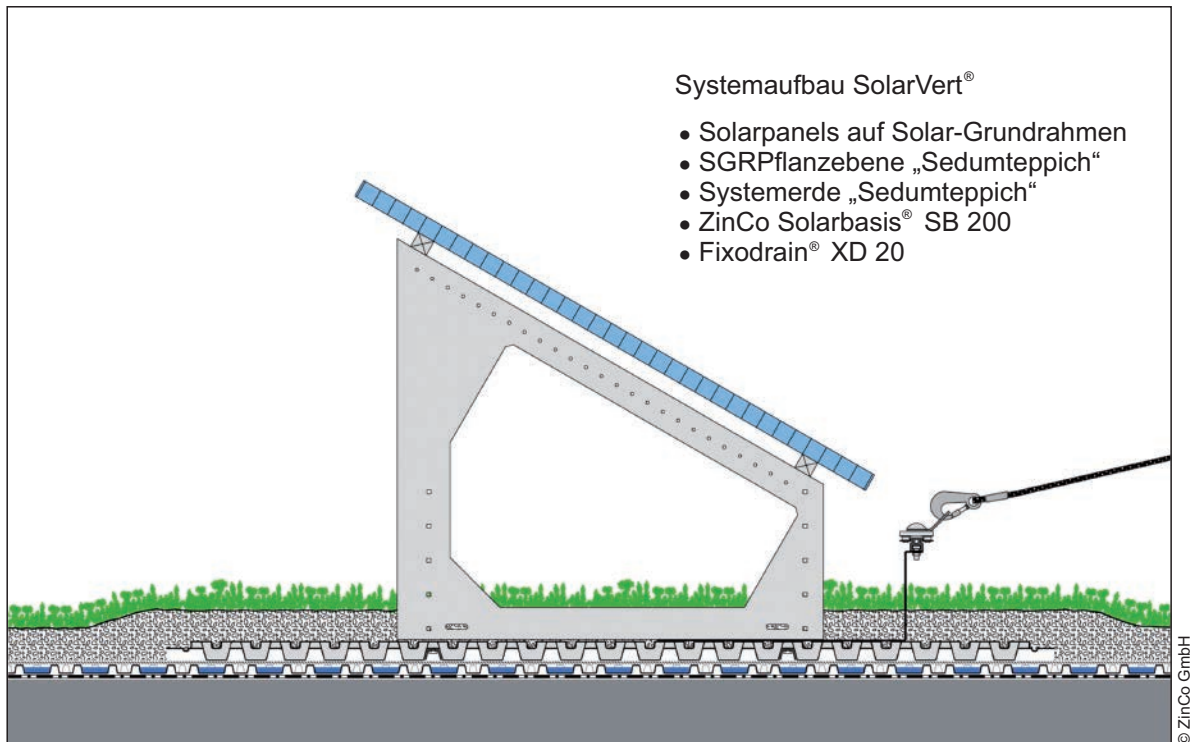 Systemaufbau SolarVert®
• Solarpanels auf Solar-Grundrahmen
• SGRPflanzebene „Sedumteppich“
• Systemerde „Sedumteppich“
• ZinCo Solarbasis® SB 200
• Fixodrain® XD 20
© ZinCo GmbH